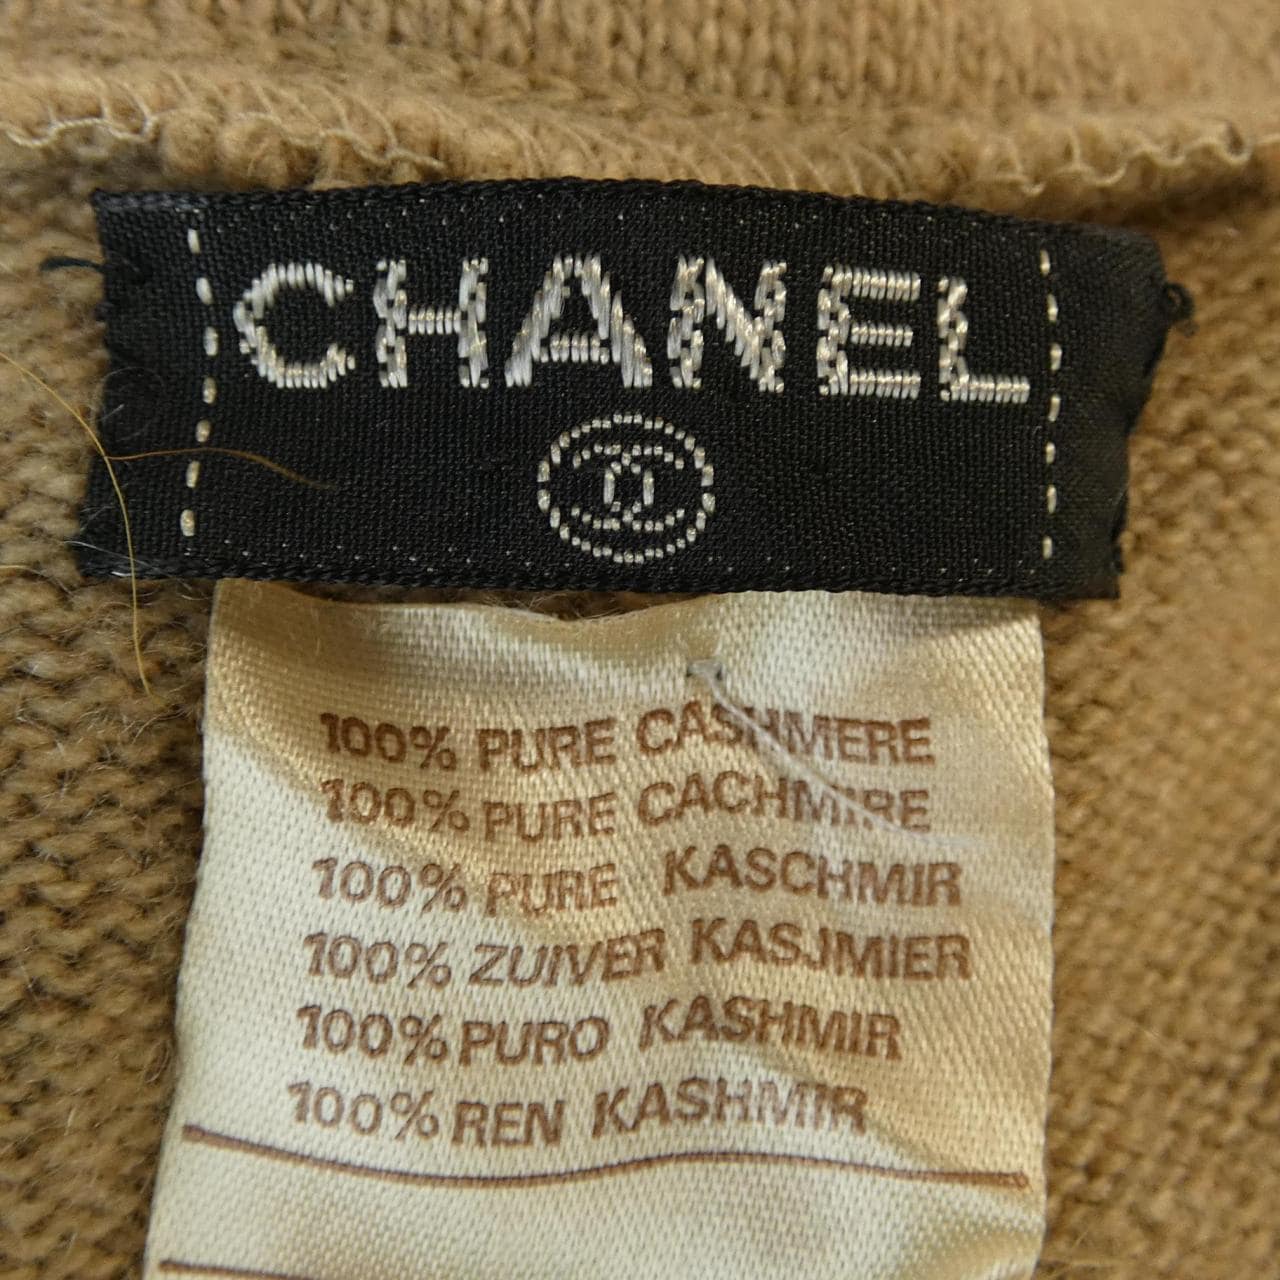 CHANEL
100% PURE CASHMERE
100% PURE CACHMIRE
100% PURE KASCHMIR
100% ZUIVER KASJMIER
100% PURO KASHMIR
100% REN KASHMIR